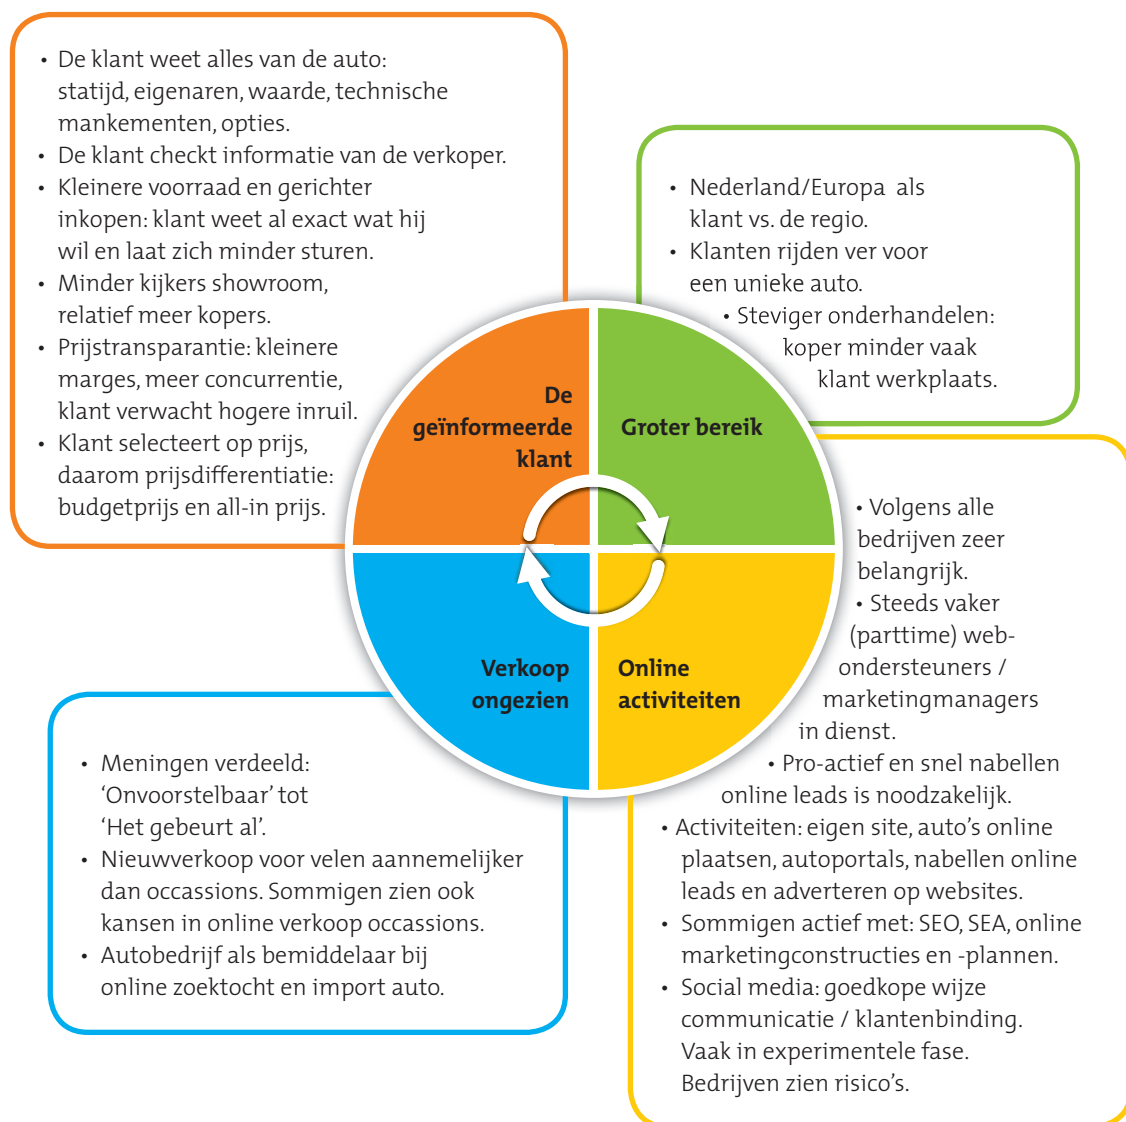 • De klant weet alles van de auto:
statijd, eigenaren, waarde, technische
mankementen, opties.
• De klant checkt informatie van de verkoper.
• Kleinere voorraad en gerichter
inkopen: klant weet al exact wat hij
wil en laat zich minder sturen.
• Minder kijkers showroom,
relatief meer kopers.
• Prijstransparantie: kleinere
marges, meer concurrentie,
klant verwacht hogere inruil.
• Klant selecteert op prijs,
daarom prijsdifferentiatie:
budgetprijs en all-in prijs.
• Nederland/Europa als
klant vs. de regio.
• Klanten rijden ver voor
een unieke auto.
• Steviger onderhandelen:
koper minder vaak
klant werkplaats.
De
geïnformeerde
klant
Groter bereik
Verkoop
ongezien
Online
activiteiten
• Meningen verdeeld:
‘Onvoorstelbaar’ tot
‘Het gebeurt al’.
• Nieuwverkoop voor velen aannemelijker
dan occassions. Sommigen zien ook
kansen in online verkoop occassions.
• Autobedrijf als bemiddelaar bij
online zoektocht en import auto.
• Volgens alle
bedrijven zeer
belangrijk.
• Steeds vaker
(parttime) web-
ondersteuners /
marketingmanagers
in dienst.
• Pro-actief en snel nabellen
online leads is noodzakelijk.
• Activiteiten: eigen site, auto’s online
plaatsen, autoportals, nabellen online
leads en adverteren op websites.
• Sommigen actief met: SEO, SEA, online
marketingconstructies en -plannen.
• Social media: goedkope wijze
communicatie / klantenbinding.
Vaak in experimentele fase.
Bedrijven zien risico’s.